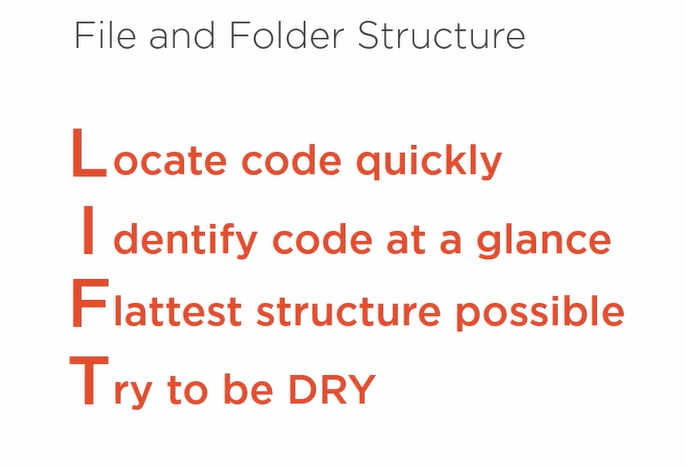 File and Folder Structure
Locate code quickly
Identify code at a glance
Flattest structure possible
Try to be DRY